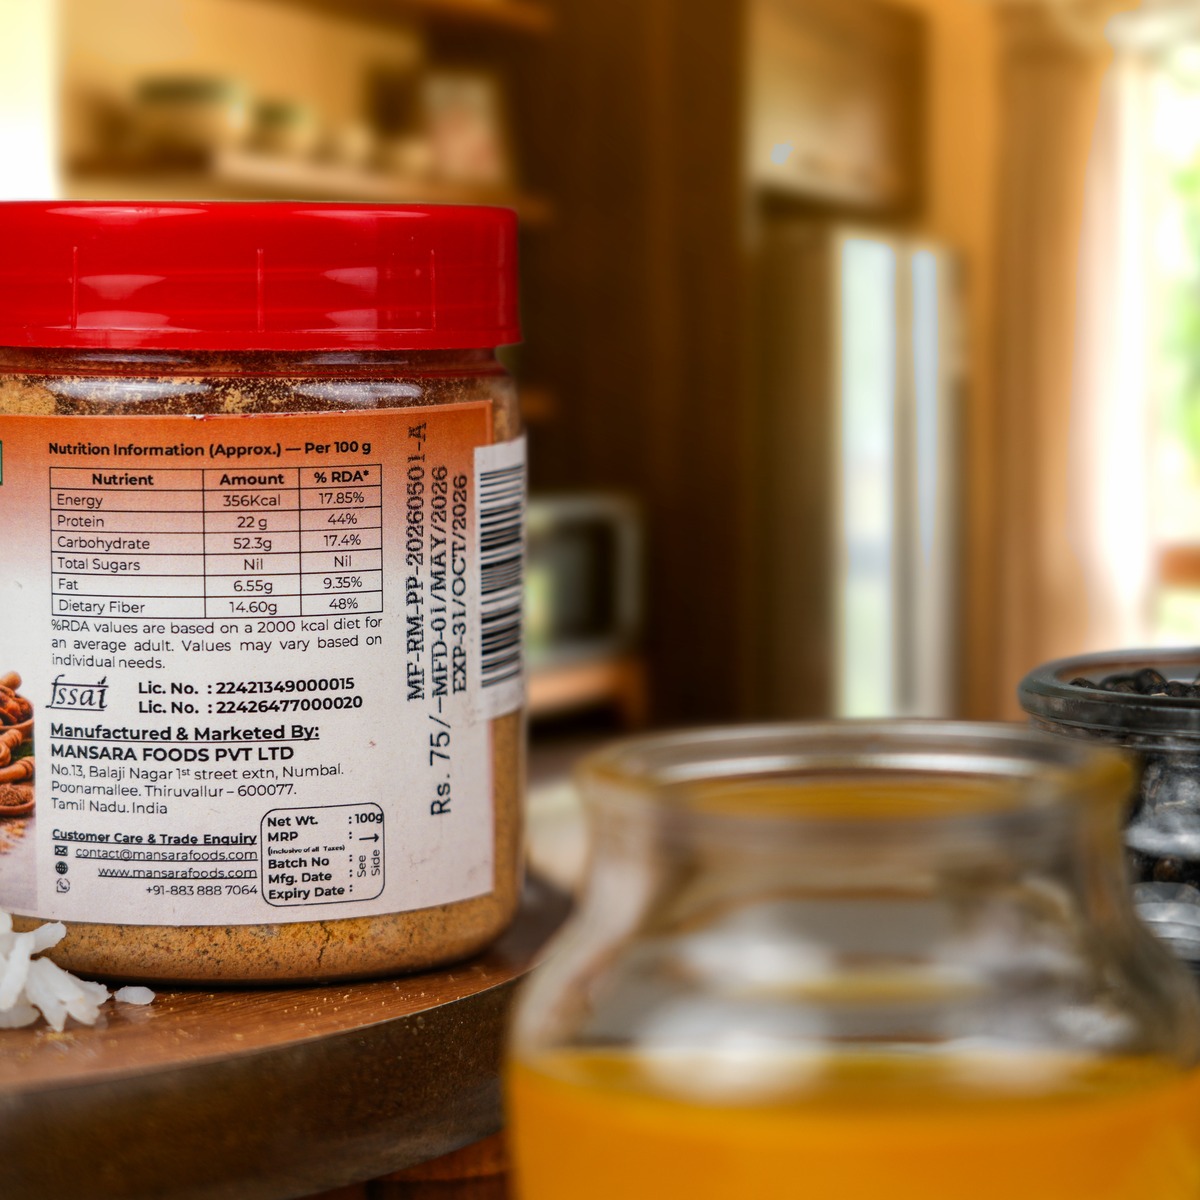 Nutrition Information (Approx.) — Per 100 g
Nutrient Amount % RDA*
Energy 356Kcal 17.85%
Protein 22 g 44%
Carbohydrate 52.3g 17.4%
Total Sugars Nil Nil
Fat 6.55g 9.35%
Dietary Fiber 14.60g 48%
%RDA values are based on a 2000 kcal diet for
an average adult. Values may vary based on
individual needs.
fssai
Lic. No. : 22421349000015
Lic. No. : 22426477000020
Manufactured & Marketed By:
MANSARA FOODS PVT LTD
No.13, Balaji Nagar 1st street extn, Numbal.
Poonamallee. Thiruvallur – 600077.
Tamil Nadu. India
Customer Care & Trade Enquiry
contact@mansarafoods.com
www.mansarafoods.com
+91-883 888 7064
Net Wt. : 100g
MRP :
(Inclusive of all Taxes)
Batch No :
Mfg. Date :
Expiry Date :
See
Side
MF-RM-PP-20260501-A
Rs. 75/-MFD-01/MAY/2026
EXP-31/OCT/2026